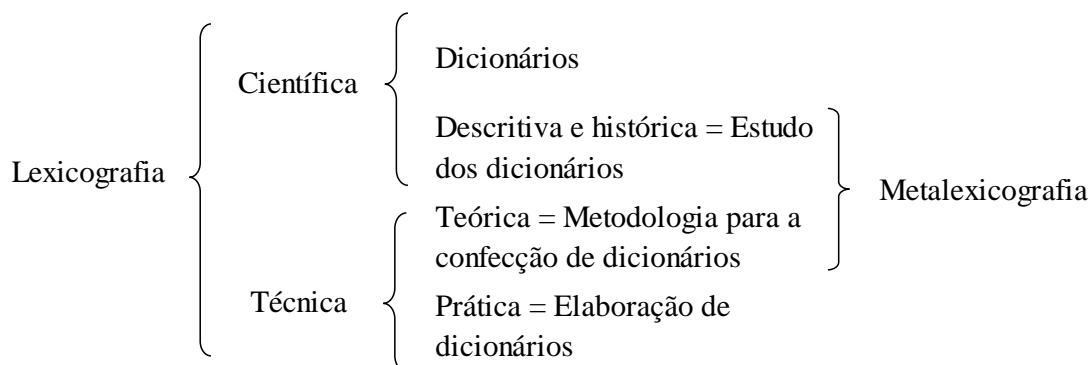 Lexicografia
Científica
Dicionários
Descritiva e histórica = Estudo
dos dicionários
Técnica
Teórica = Metodologia para a
confecção de dicionários
Prática = Elaboração de
dicionários
Metalexicografia